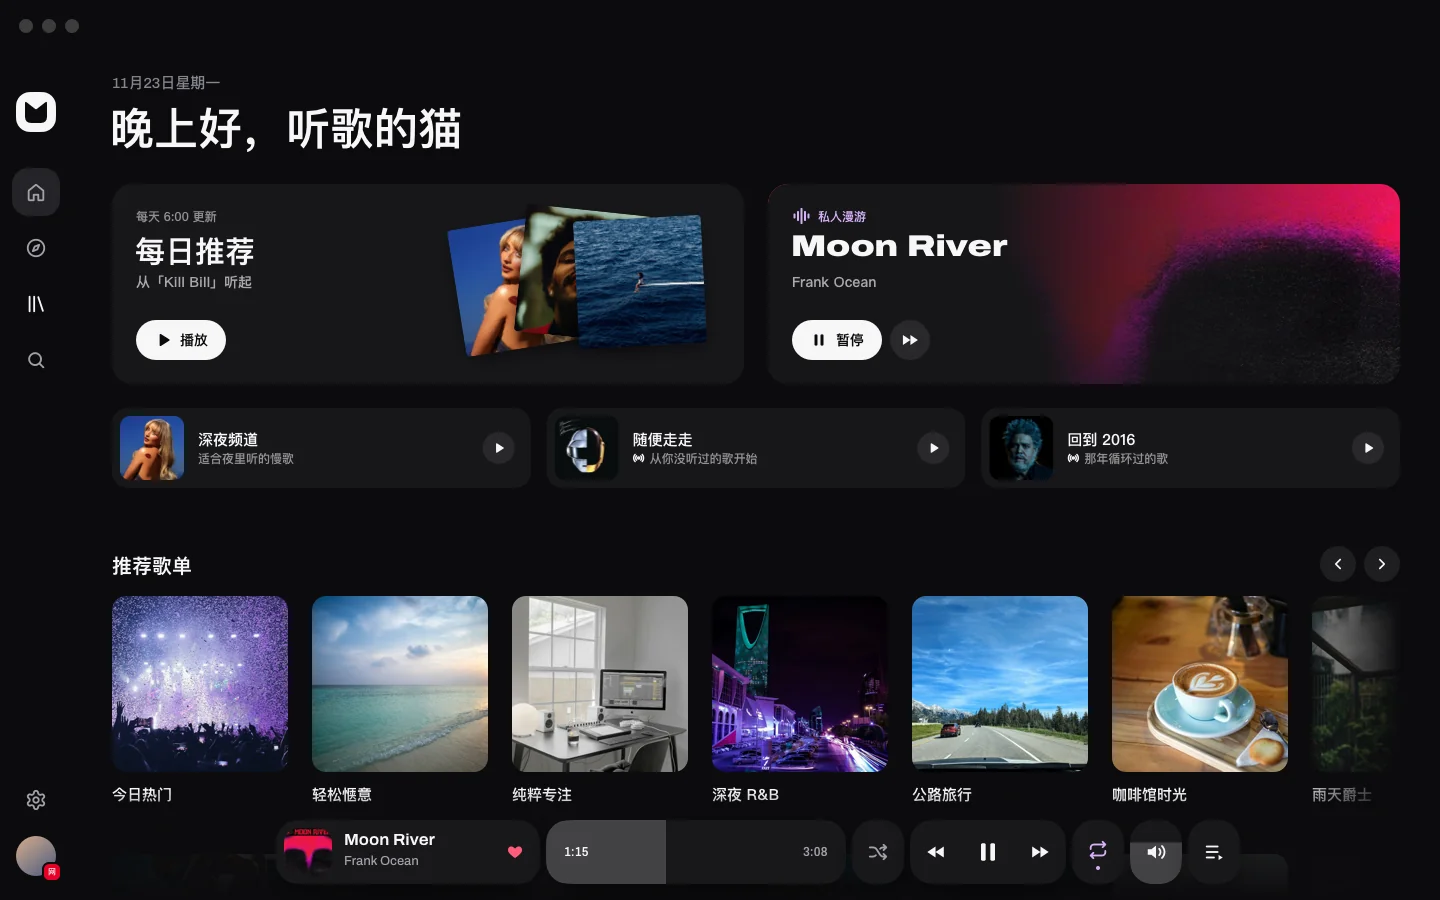 11月23日星期一
晚上好，听歌的猫
每天 6:00 更新
每日推荐
从「Kill Bill」听起
播放
私人漫游
Moon River
Frank Ocean
暂停
深夜频道
适合夜里听的慢歌
随便走走
从你没听过的歌开始
回到 2016
那年循环过的歌
推荐歌单
今日热门
轻松惬意
纯粹专注
深夜 R&B
公路旅行
咖啡馆时光
雨天爵士
Moon River
Frank Ocean
1:15
3:08
网